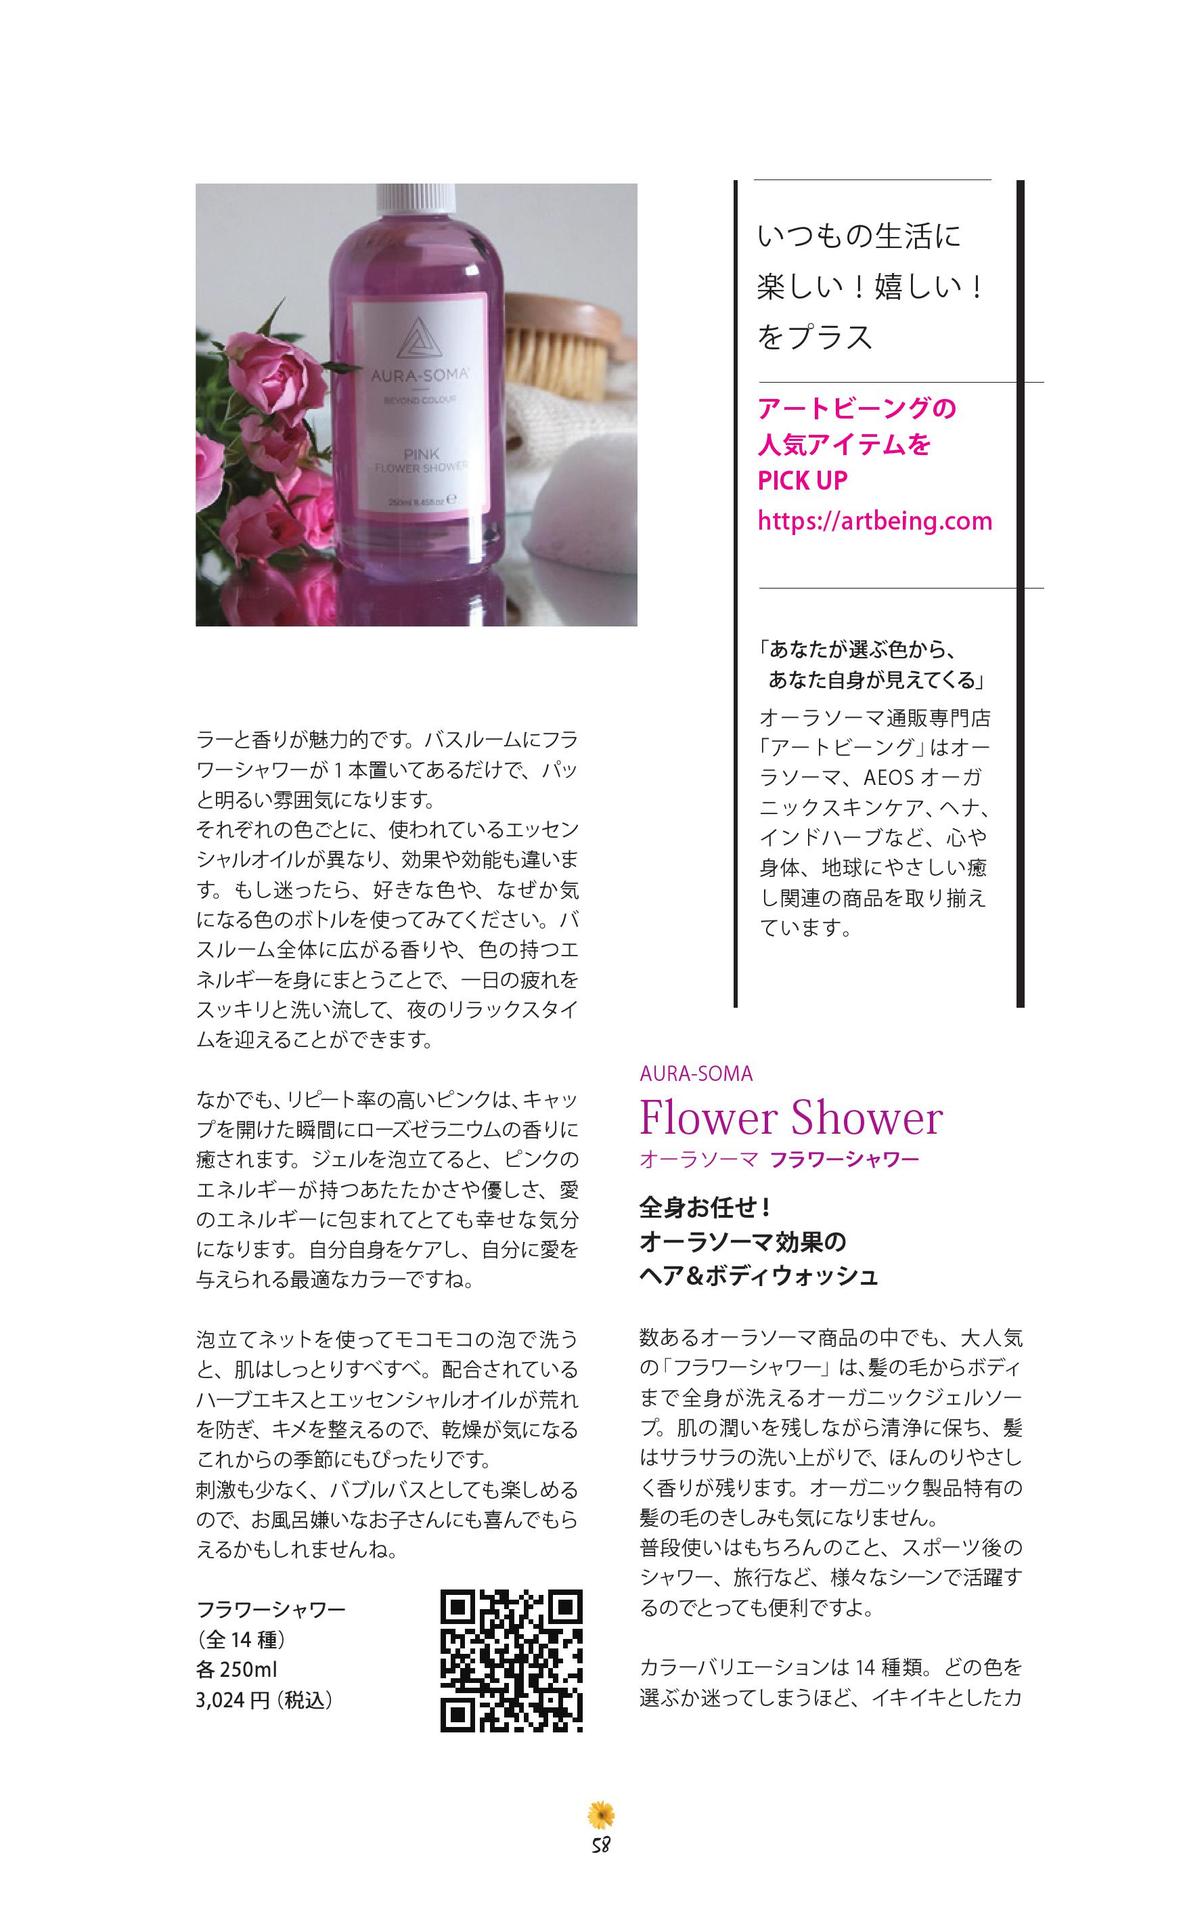 いつもの生活に
楽しい！嬉しい！
をプラス
アートビーングの
人気アイテムを
PICK UP
https://artbeing.com
「あなたが選ぶ色から、
あなた自身が見えてくる」
オーラソーマ通販専門店
「アートビーング」はオー
ラソーマ、AEOS オーガ
ニックスキンケア、ヘナ、
インドハーブなど、心や
身体、地球にやさしい癒
し関連の商品を取り揃え
ています。
AURA-SOMA
Flower Shower
オーラソーマ フラワーシャワー
全身お任せ！
オーラソーマ効果の
ヘア＆ボディウォッシュ
数あるオーラソーマ商品の中でも、大人気
の「フラワーシャワー」は、髪の毛からボディ
まで全身が洗えるオーガニックジェルソー
プ。肌の潤いを残しながら清浄に保ち、髪
はサラサラの洗い上がりで、ほんのりやさし
く香りが残ります。オーガニック製品特有の
髪の毛のきしみも気になりません。
普段使いはもちろんのこと、スポーツ後の
シャワー、旅行など、様々なシーンで活躍す
るのでとっても便利ですよ。
カラーバリエーションは 14 種類。どの色を
選ぶか迷ってしまうほど、イキイキとしたカ
AURA-SOMA
BEYOND COLOUR
PINK
FLOWER SHOWER
250ml 8.45fl oz e
ラーと香りが魅力的です。バスルームにフラ
ワーシャワーが 1 本置いてあるだけで、パッ
と明るい雰囲気になります。
それぞれの色ごとに、使われているエッセン
シャルオイルが異なり、効果や効能も違いま
す。もし迷ったら、好きな色や、なぜか気
になる色のボトルを使ってみてください。バ
スルーム全体に広がる香りや、色の持つエ
ネルギーを身にまとうことで、一日の疲れを
スッキリと洗い流して、夜のリラックスタイ
ムを迎えることができます。
なかでも、リピート率の高いピンクは、キャッ
プを開けた瞬間にローズゼラニウムの香りに
癒されます。ジェルを泡立てると、ピンクの
エネルギーが持つあたたかさや優しさ、愛
のエネルギーに包まれてとても幸せな気分
になります。自分自身をケアし、自分に愛を
与えられる最適なカラーですね。
泡立てネットを使ってモコモコの泡で洗う
と、肌はしっとりすべすべ。配合されている
ハーブエキスとエッセンシャルオイルが荒れ
を防ぎ、キメを整えるので、乾燥が気になる
これからの季節にもぴったりです。
刺激も少なく、バブルバスとしても楽しめる
ので、お風呂嫌いなお子さんにも喜んでもら
えるかもしれませんね。
フラワーシャワー
（全 14 種）
各 250ml
3,024 円（税込）
58